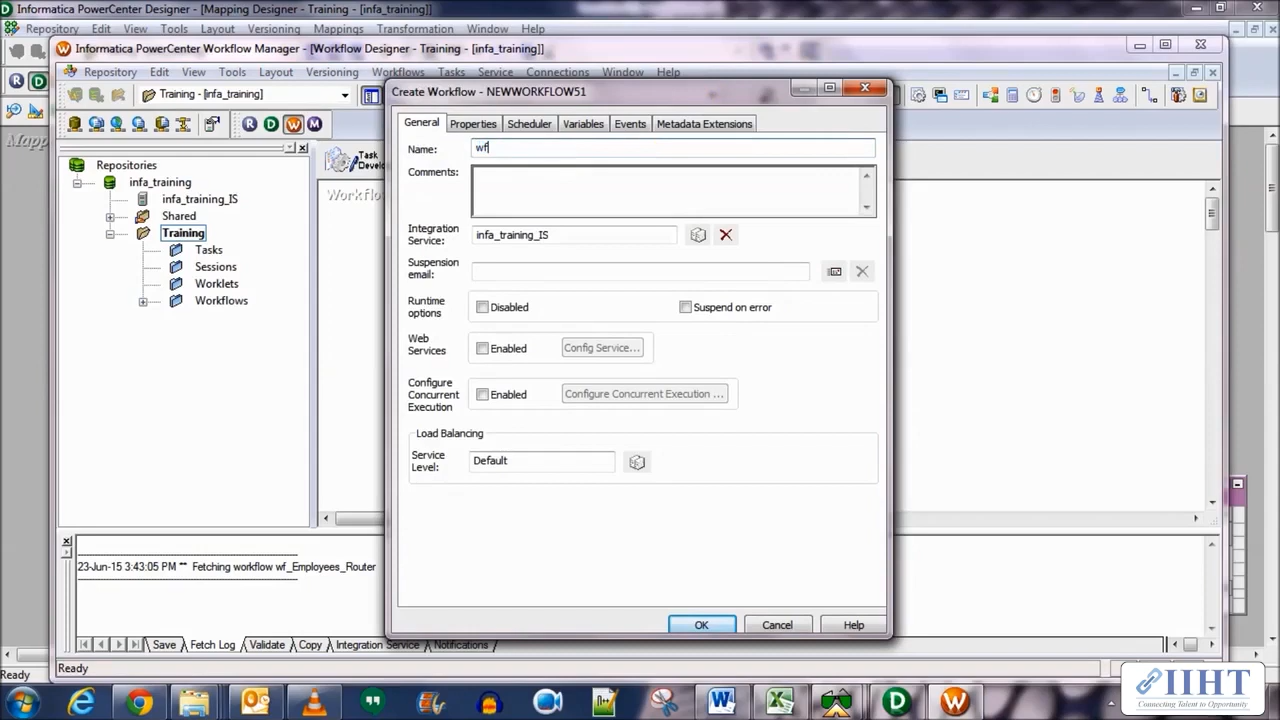 Informatica PowerCenter Designer - [Mapping Designer - Training - [infa_training]]
Repository Edit View Tools Layout Versioning Mappings Transformation Window Help
Informatica PowerCenter Workflow Manager - [Workflow Designer - Training - [infa_training]]
Repository Edit View Tools Layout Versioning Workflows Tasks Service Connections Window Help
Training - [infa_training]
R D W M
R D
Create Workflow - NEWWORKFLOW51
General Properties Scheduler Variables Events Metadata Extensions
Name: wf
Comments:
Integration Service: infa_training_IS
Suspension email:
Runtime options Disabled Suspend on error
Web Services Enabled Config Service...
Configure Concurrent Execution Enabled Configure Concurrent Execution ...
Load Balancing
Service Level: Default
OK Cancel Help
Repositories
infa_training
infa_training_IS
Shared
Training
Tasks
Sessions
Worklets
Workflows
Task
23-Jun-15 3:43:05 PM ** Fetching workflow wf_Employees_Router
Save Fetch Log Validate Copy Integration Service Notifications
Ready
Ready
IIHT
Connecting Talent to Opportunity